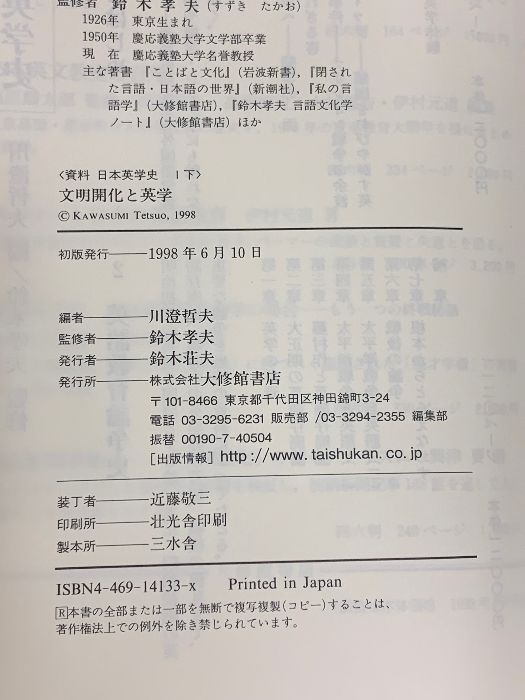 監修者 鈴木孝夫(すずき たかお)
1926年 東京生まれ
1950年 慶応義塾大学文学部卒業
現 在 慶応義塾大学名誉教授
主な著書 『ことばと文化』(岩波新書),『閉され
た言語・日本語の世界』(新潮社),『私の言
語学』(大修館書店),『鈴木孝夫 言語文化学
ノート』(大修館書店)ほか
〈資料 日本英学史 1下〉
文明開化と英学
© KAWASUMI Tetsuo, 1998
初版発行――1998年6月10日
編者――川澄哲夫
監修者――鈴木孝夫
発行者――鈴木荘夫
発行所――株式会社大修館書店
〒101-8466 東京都千代田区神田錦町3-24
電話 03-3295-6231 販売部 /03-3294-2355 編集部
振替 00190-7-40504
[出版情報] http://www.taishukan.co.jp
装丁者――近藤敬三
印刷所――壮光舎印刷
製本所――三水舎
ISBN4-469-14133-x Printed in Japan
Ⓡ本書の全部または一部を無断で複写複製(コピー)することは、
著作権法上での例外を除き禁じられています。